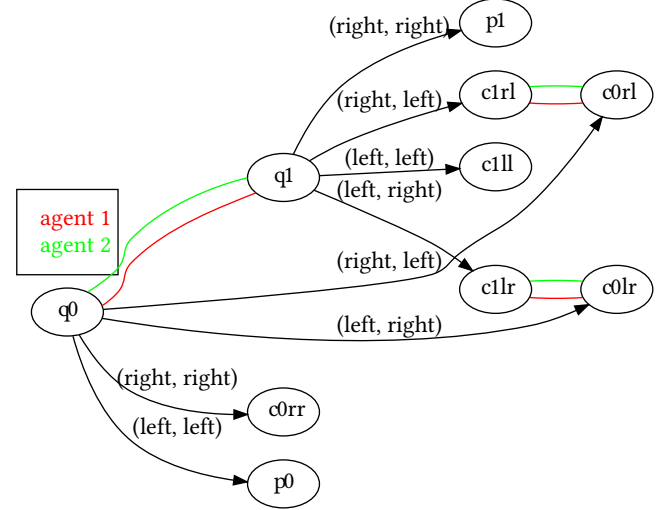 (right, right)
p1
(right, left)
c1rl
c0rl
(left, left)
c1ll
q1
(left, right)
agent 1
agent 2
(right, left)
c1lr
c0lr
q0
(left, right)
(right, right)
c0rr
(left, left)
p0